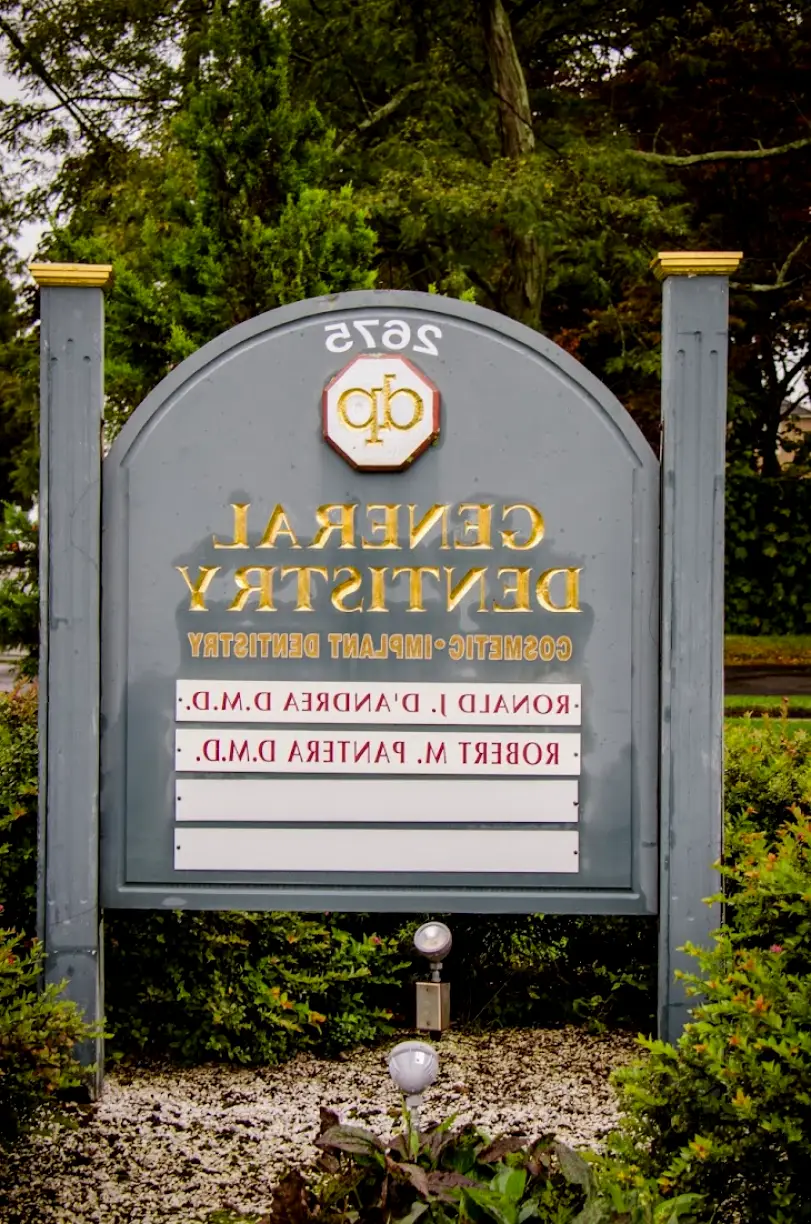 2675
dp
GENERAL
DENTISTRY
COSMETIC•IMPLANT DENTISTRY
RONALD J. D'ANDREA D.M.D.
ROBERT M. PANTERA D.M.D.